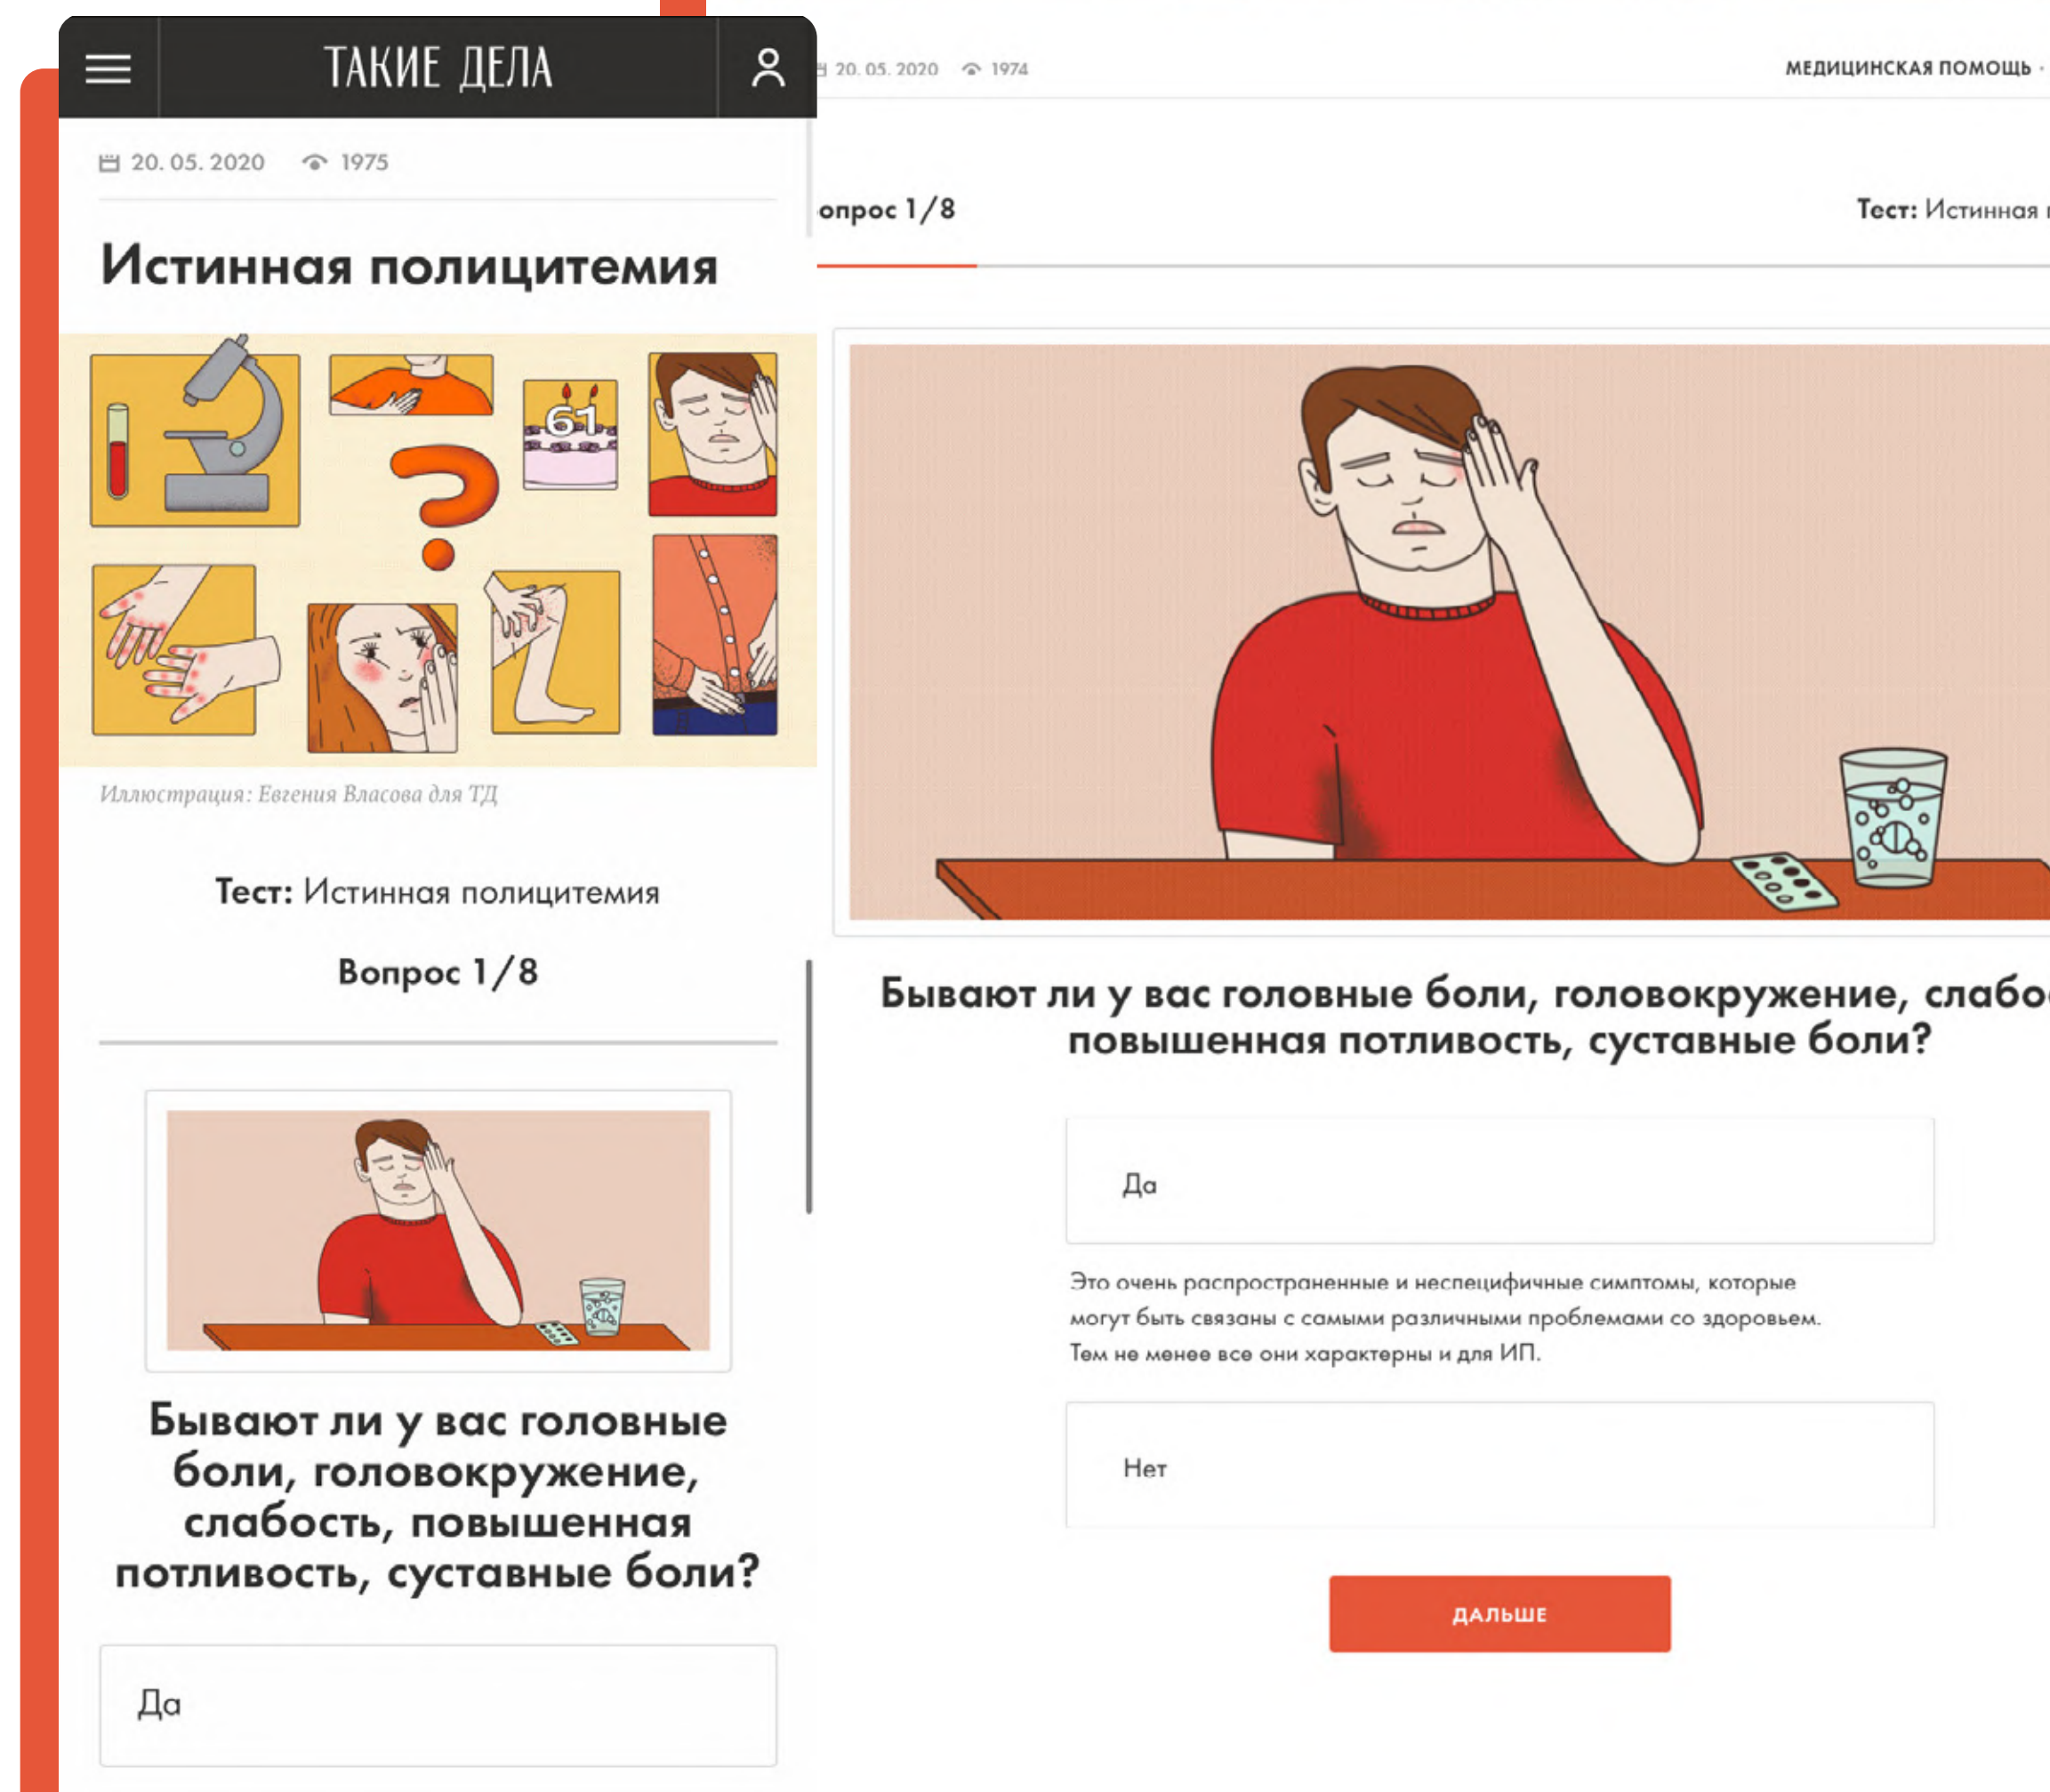 ТАКИЕ ДЕЛА
20. 05. 2020 1975
Истинная полицитемия
61
?
Иллюстрация: Евгения Власова для ТД
Тест: Истинная полицитемия
Вопрос 1/8
Бывают ли у вас головные
боли, головокружение,
слабость, повышенная
потливость, суставные боли?
Да
20. 05. 2020 1974
МЕДИЦИНСКАЯ ПОМОЩЬ ·
опрос 1/8
Тест: Истинная
Бывают ли у вас головные боли, головокружение, слабо
повышенная потливость, суставные боли?
Да
Это очень распространенные и неспецифичные симптомы, которые
могут быть связаны с самыми различными проблемами со здоровьем.
Тем не менее все они характерны и для ИП.
Нет
ДАЛЬШЕ